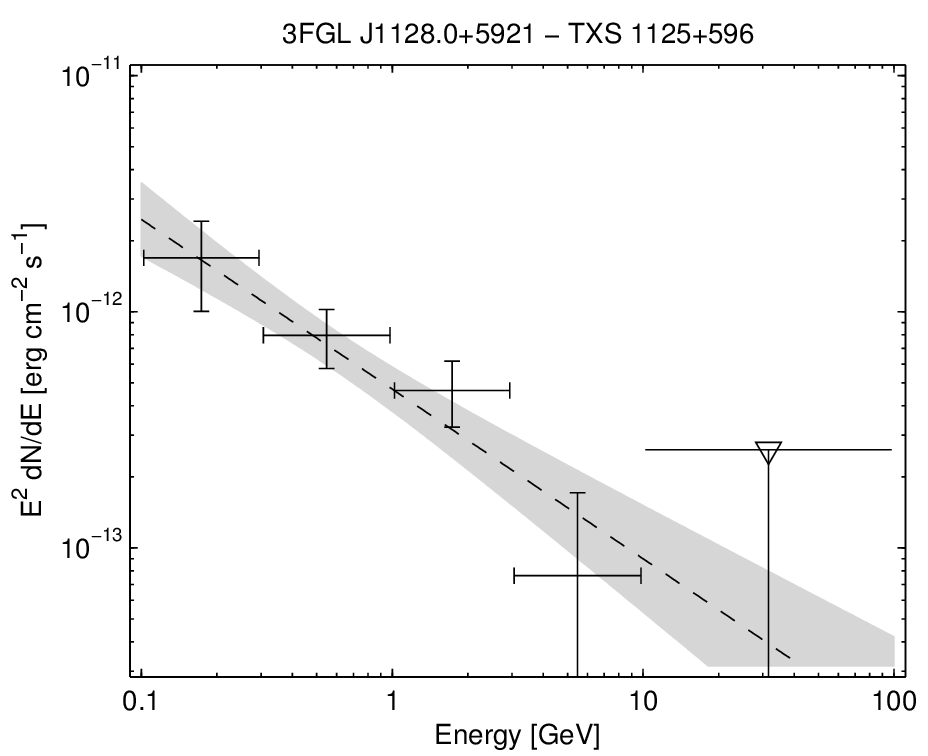 3FGL J1128.0+5921 − TXS 1125+596
10⁻¹¹
10⁻¹²
10⁻¹³
E² dN/dE [erg cm⁻² s⁻¹]
0.1 1 10 100
Energy [GeV]